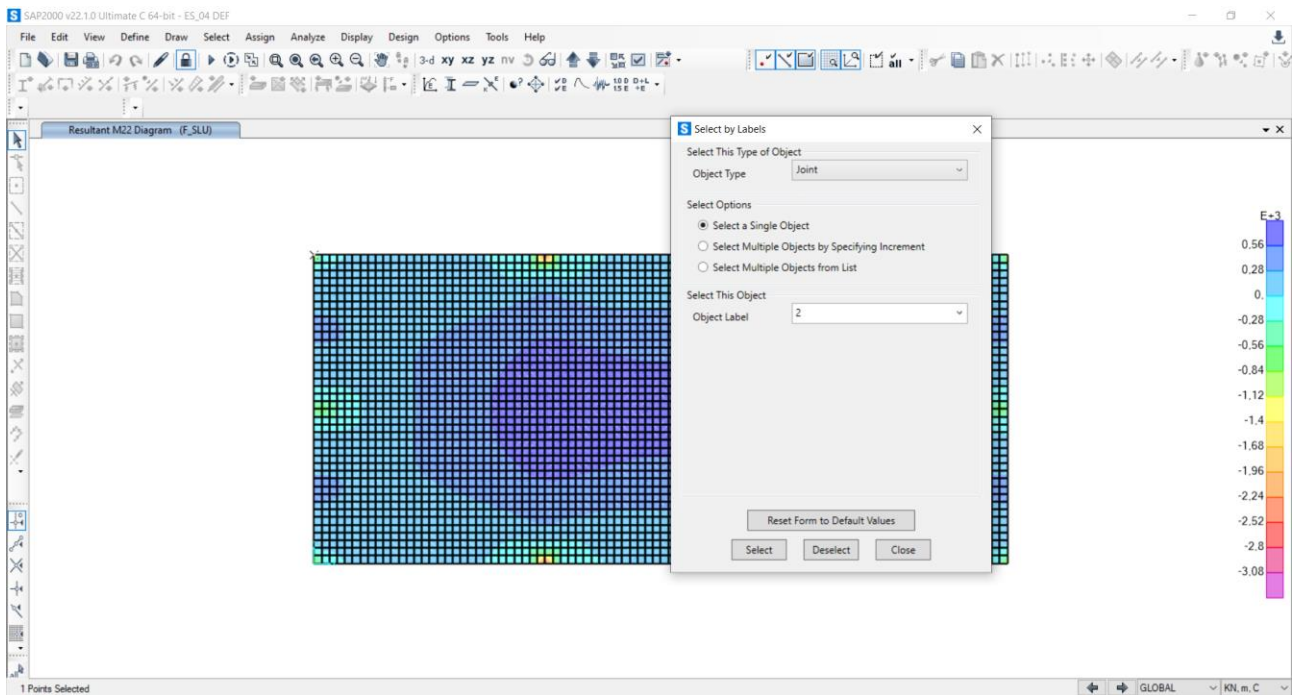 SAP2000 v22.1.0 Ultimate C 64-bit - ES_04 DEF
File Edit View Define Draw Select Assign Analyze Display Design Options Tools Help
3-d xy xz yz nv
all
Resultant M22 Diagram (F_SLU)
Select by Labels
Select This Type of Object
Object Type Joint
Select Options
Select a Single Object
Select Multiple Objects by Specifying Increment
Select Multiple Objects from List
Select This Object
Object Label 2
Reset Form to Default Values
Select Deselect Close
E+3
0.56
0.28
0.
-0.28
-0.56
-0.84
-1.12
-1.4
-1.68
-1.96
-2.24
-2.52
-2.8
-3.08
1 Points Selected
GLOBAL KN, m, C